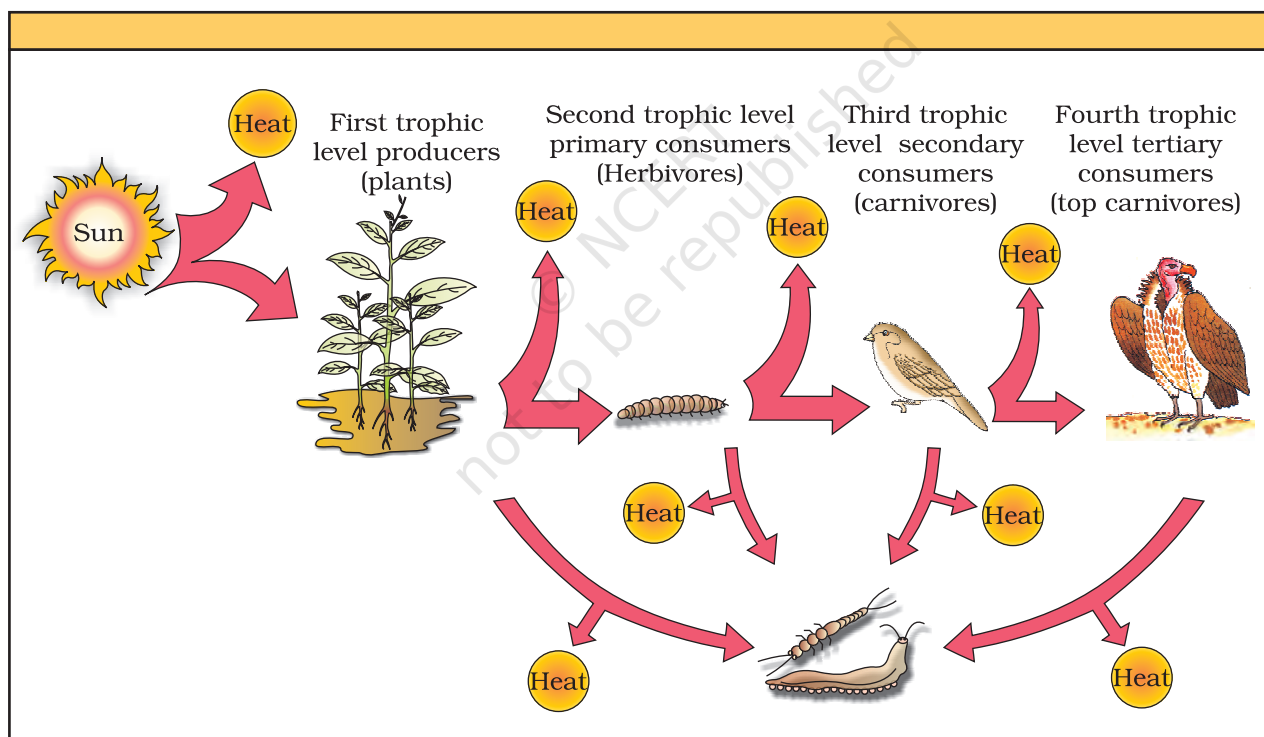 Sun
Heat
First trophic
level producers
(plants)
Second trophic level
primary consumers
(Herbivores)
Third trophic
level secondary
consumers
(carnivores)
Fourth trophic
level tertiary
consumers
(top carnivores)
Heat
Heat
Heat
Heat
Heat
Heat
Heat
© NCERT
not to be republished